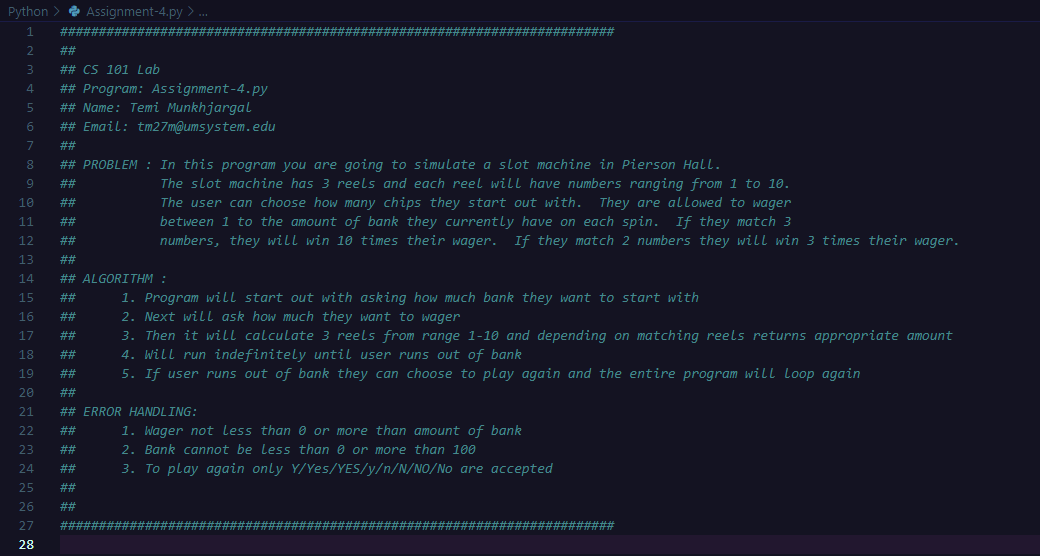 Python > Assignment-4.py > ...
1 ########################################################################
2 ##
3 ## CS 101 Lab
4 ## Program: Assignment-4.py
5 ## Name: Temi Munkhjargal
6 ## Email: tm27m@umsystem.edu
7 ##
8 ## PROBLEM : In this program you are going to simulate a slot machine in Pierson Hall.
9 ##           The slot machine has 3 reels and each reel will have numbers ranging from 1 to 10.
10 ##           The user can choose how many chips they start out with.  They are allowed to wager
11 ##           between 1 to the amount of bank they currently have on each spin.  If they match 3
12 ##           numbers, they will win 10 times their wager.  If they match 2 numbers they will win 3 times their wager.
13 ##
14 ## ALGORITHM :
15 ##      1. Program will start out with asking how much bank they want to start with
16 ##      2. Next will ask how much they want to wager
17 ##      3. Then it will calculate 3 reels from range 1-10 and depending on matching reels returns appropriate amount
18 ##      4. Will run indefinitely until user runs out of bank
19 ##      5. If user runs out of bank they can choose to play again and the entire program will loop again
20 ##
21 ## ERROR HANDLING:
22 ##      1. Wager not less than 0 or more than amount of bank
23 ##      2. Bank cannot be less than 0 or more than 100
24 ##      3. To play again only Y/Yes/YES/y/n/N/NO/No are accepted
25 ##
26 ##
27 ########################################################################
28